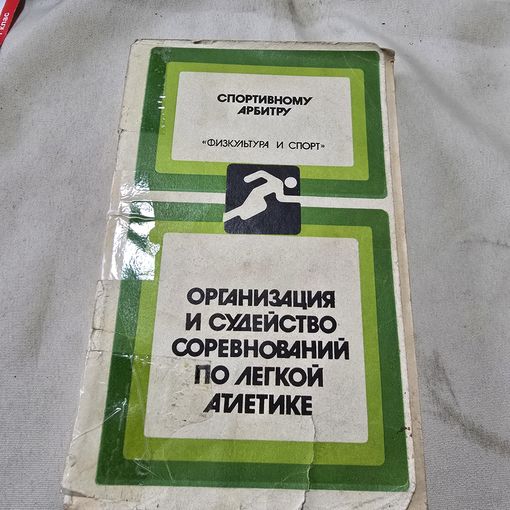 СПОРТИВНОМУ
АРБИТРУ
«ФИЗКУЛЬТУРА И СПОРТ»
ОРГАНИЗАЦИЯ
И СУДЕЙСТВО
СОРЕВНОВАНИЙ
ПО ЛЕГКОЙ
АТЛЕТИКЕ